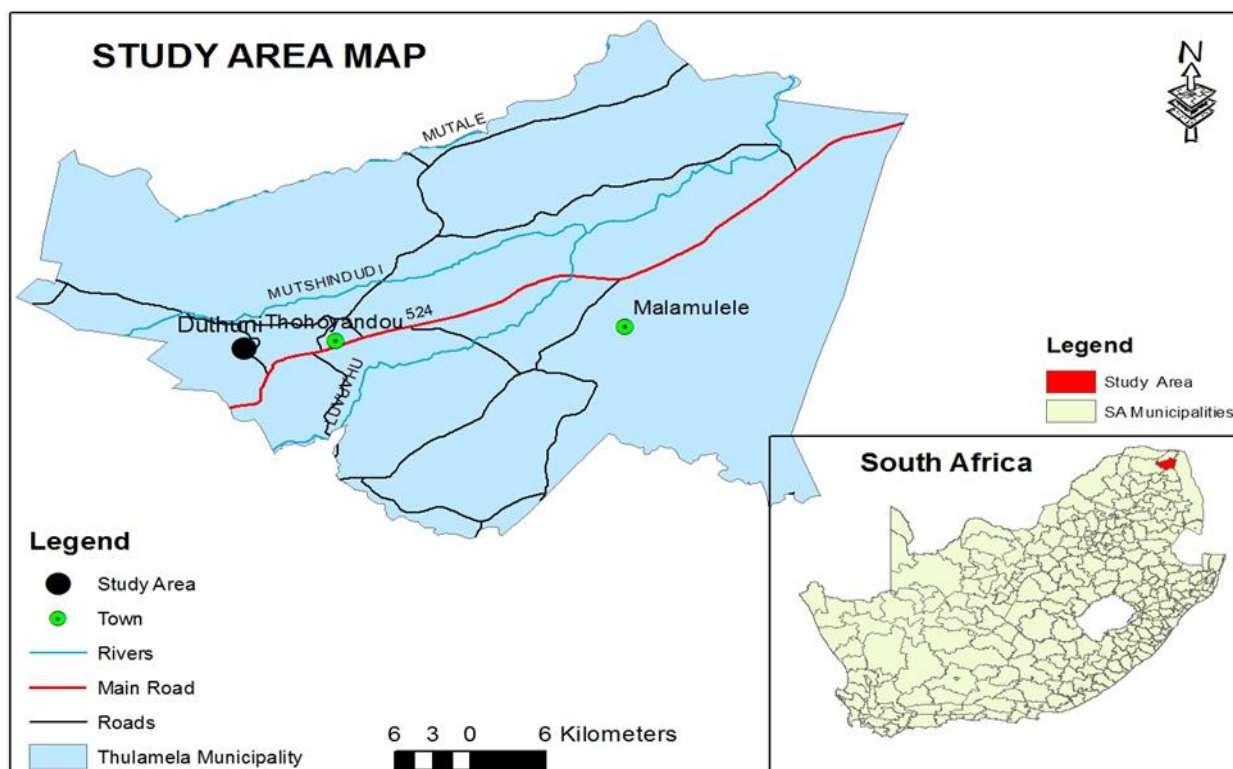 STUDY AREA MAP
N
MUTALE
MUTSHINDUDI
524
Duthuni
Thohoyandou
Malamulele
LUVUHU
Legend
Study Area
SA Municipalities
South Africa
Legend
Study Area
Town
Rivers
Main Road
Roads
Thulamela Municipality
6 3 0 6 Kilometers